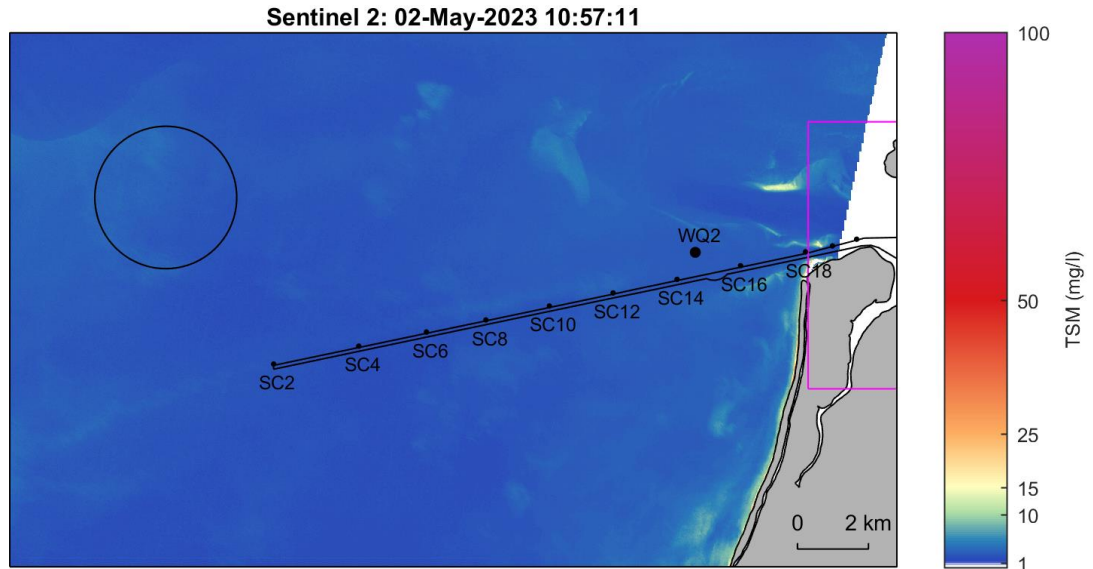 Sentinel 2: 02-May-2023 10:57:11
WQ2
SC18
SC16
SC14
SC12
SC10
SC8
SC6
SC4
SC2
0 2 km
100
50
25
15
10
1
TSM (mg/l)